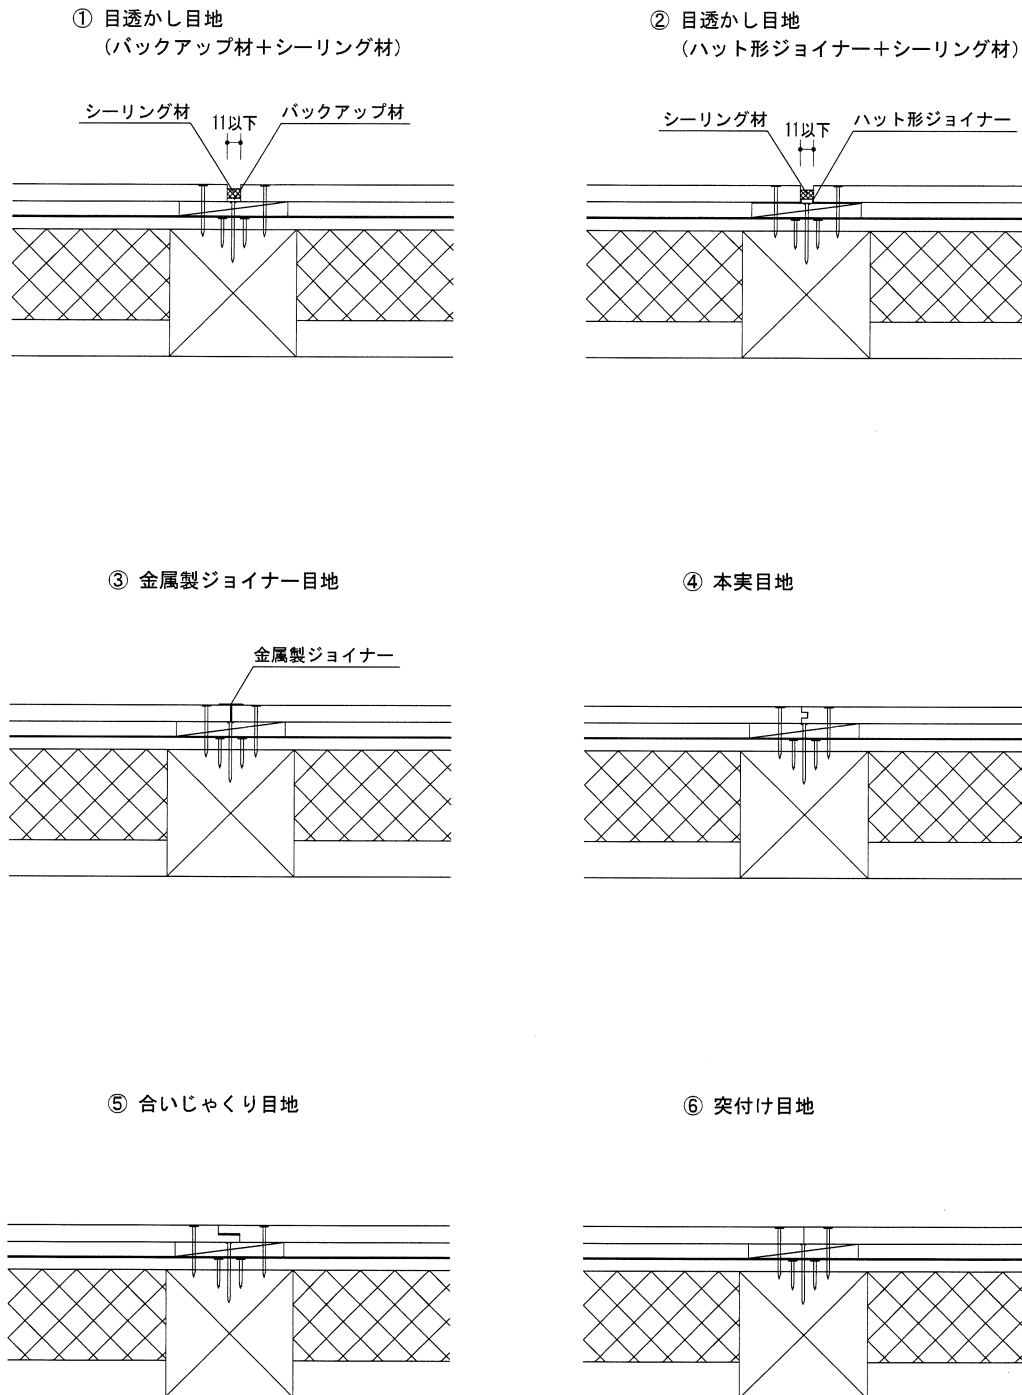 ① 目透かし目地
（バックアップ材＋シーリング材）
シーリング材
11以下
バックアップ材
② 目透かし目地
（ハット形ジョイナー＋シーリング材）
シーリング材
11以下
ハット形ジョイナー
③ 金属製ジョイナー目地
金属製ジョイナー
④ 本実目地
⑤ 合いじゃくり目地
⑥ 突付け目地